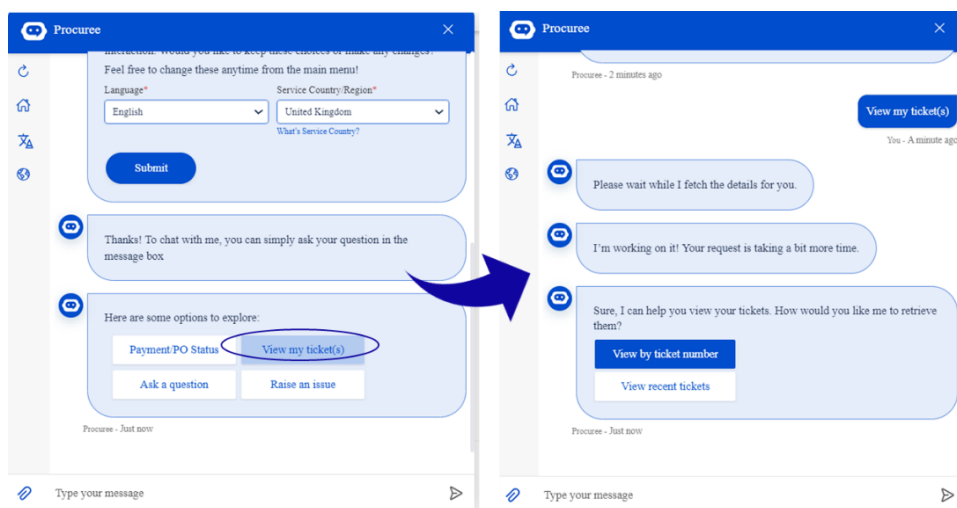 Procuree
interaction. Would you like to keep these choices or make any changes?
Feel free to change these anytime from the main menu!
Language*
Service Country/Region*
English
United Kingdom
What's Service Country?
Submit
Thanks! To chat with me, you can simply ask your question in the
message box
Here are some options to explore:
Payment/PO Status
View my ticket(s)
Ask a question
Raise an issue
Procuree - Just now
Type your message
Procuree
Procuree - 2 minutes ago
View my ticket(s)
You - A minute ago
Please wait while I fetch the details for you.
I'm working on it! Your request is taking a bit more time.
Sure, I can help you view your tickets. How would you like me to retrieve
them?
View by ticket number
View recent tickets
Procuree - Just now
Type your message